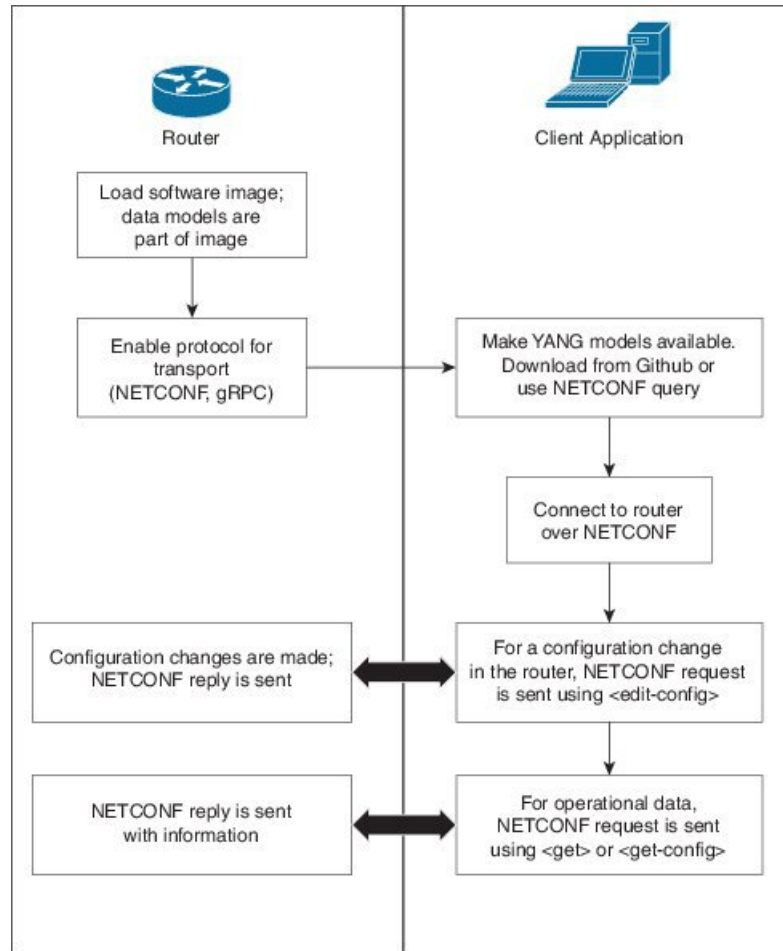 Router
Client Application
Load software image;
data models are
part of image
Enable protocol for
transport
(NETCONF, gRPC)
Make YANG models available.
Download from Github or
use NETCONF query
Connect to router
over NETCONF
Configuration changes are made;
NETCONF reply is sent
For a configuration change
in the router, NETCONF request
is sent using <edit-config>
NETCONF reply is sent
with information
For operational data,
NETCONF request is sent
using <get> or <get-config>